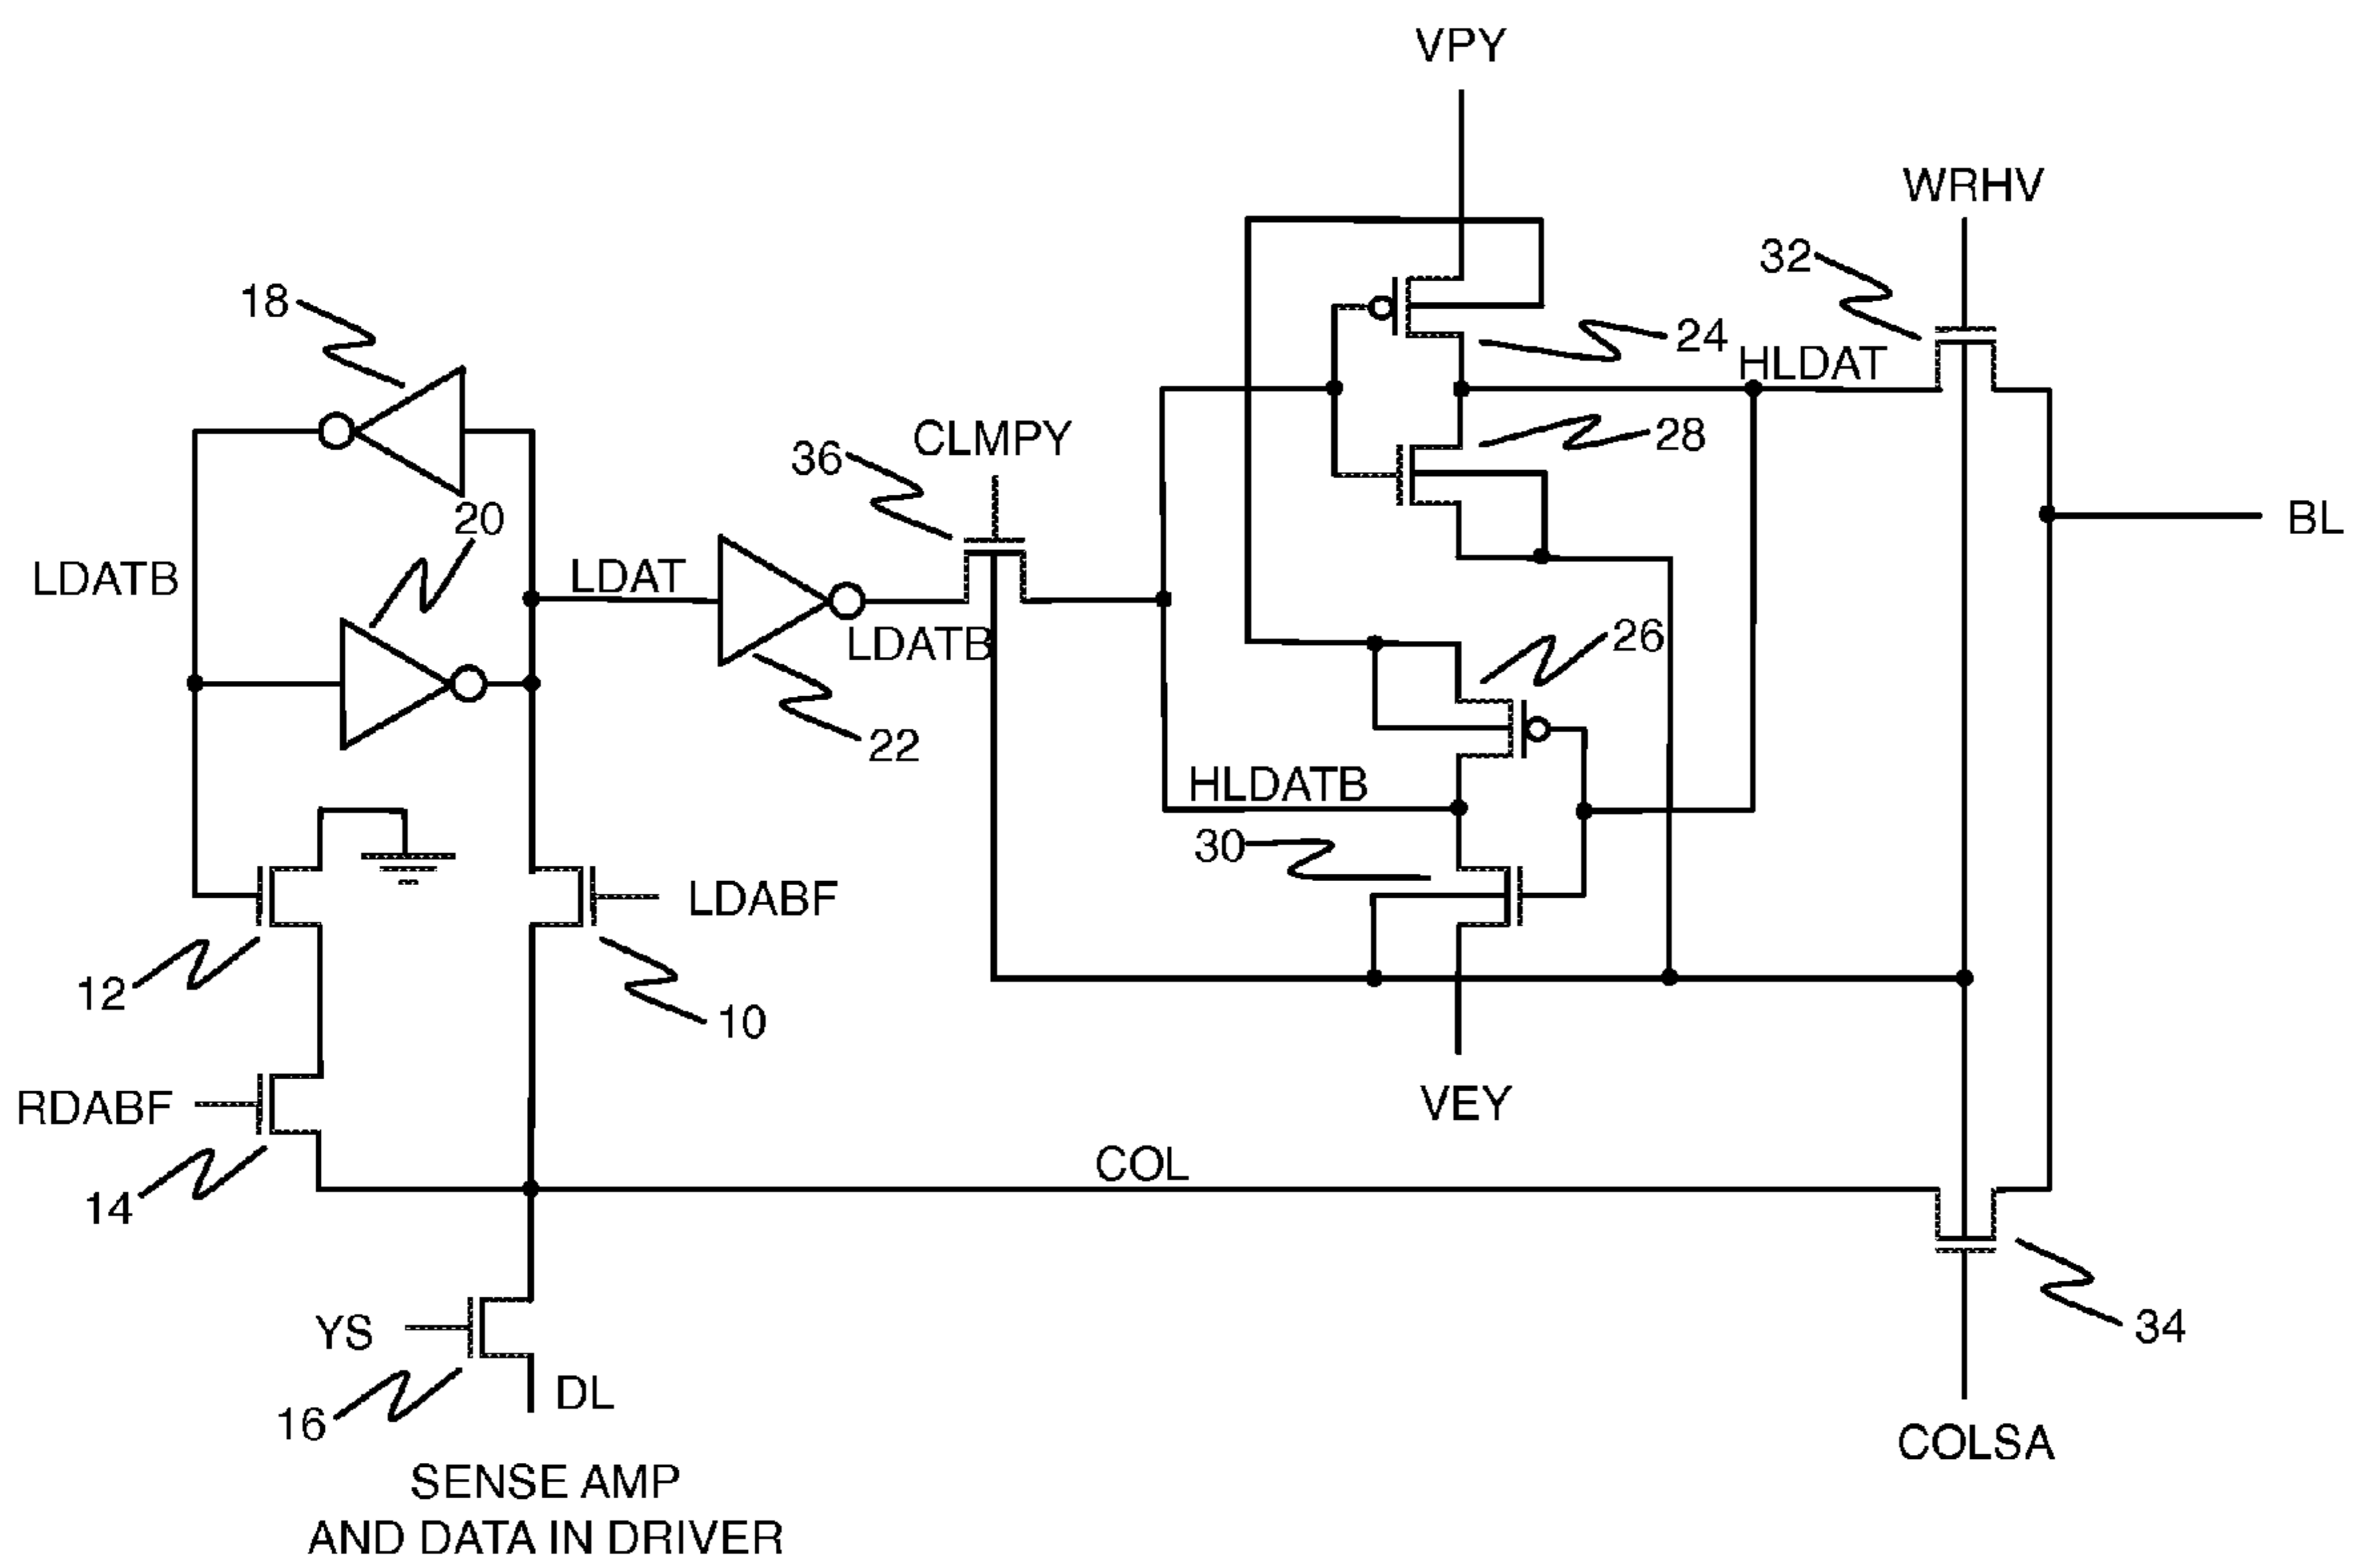 VPY
WRHV
32
18
24
HLDAT
CLMPY
28
36
20
BL
LDATB
LDAT
LDATB
26
22
HLDATB
30
LDABF
12
10
RDABF
VEY
COL
14
YS
34
DL
16
COLSA
SENSE AMP
AND DATA IN DRIVER